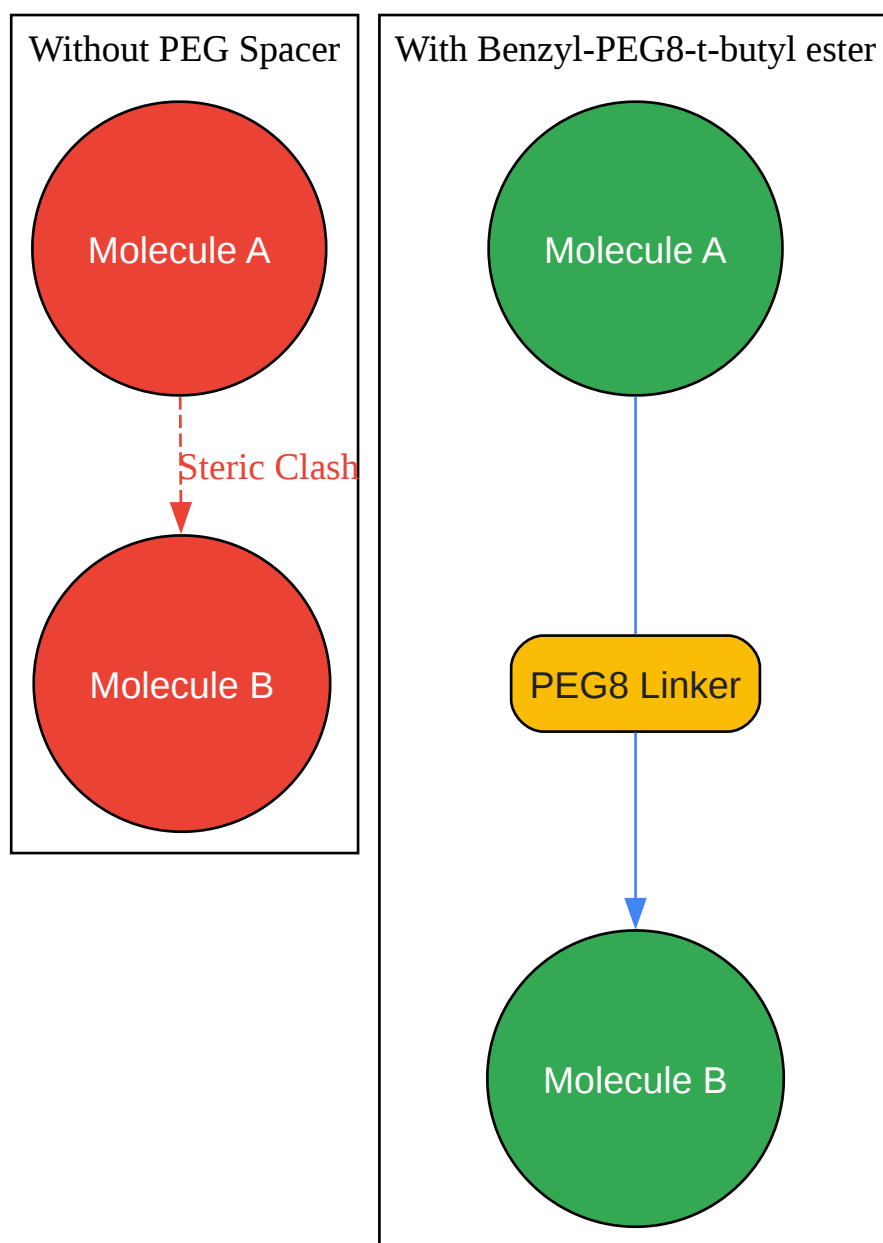 Without PEG Spacer
Molecule A
Steric Clash
Molecule B
With Benzyl-PEG8-t-butyl ester
Molecule A
PEG8 Linker
Molecule B